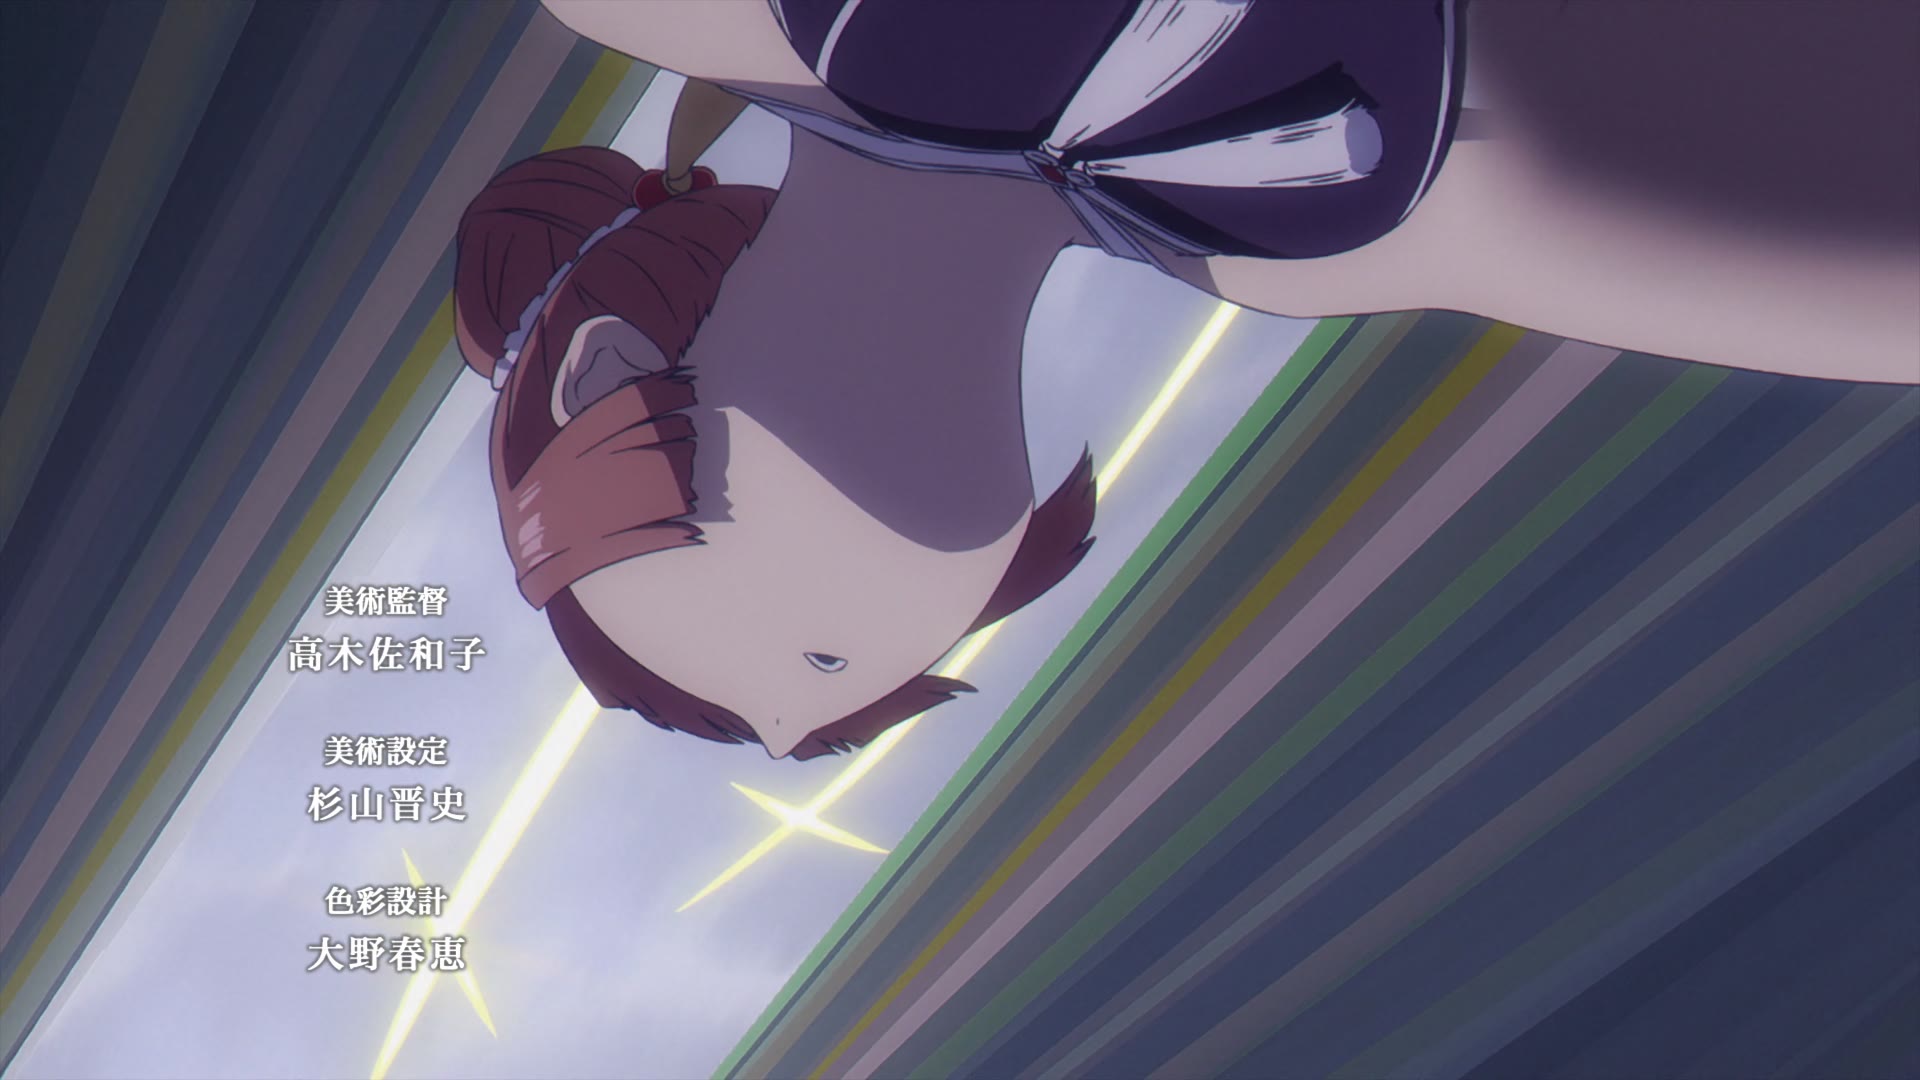 美術監督
高木佐和子
美術設定
杉山晋史
色彩設計
大野春恵